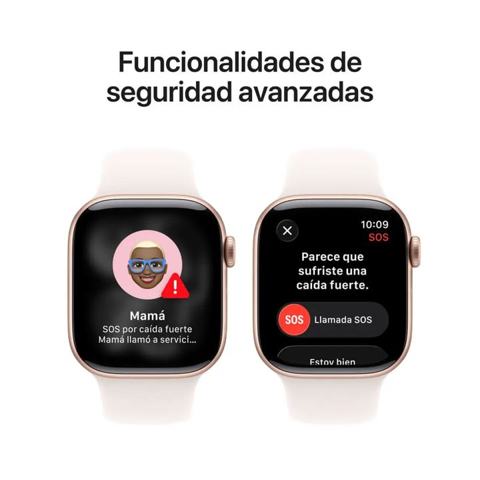 Funcionalidades de
seguridad avanzadas
Mamá
SOS por caída fuerte
Mamá llamó a servici...
10:09
SOS
Parece que
sufriste una
caída fuerte.
SOS Llamada SOS
Estoy bien